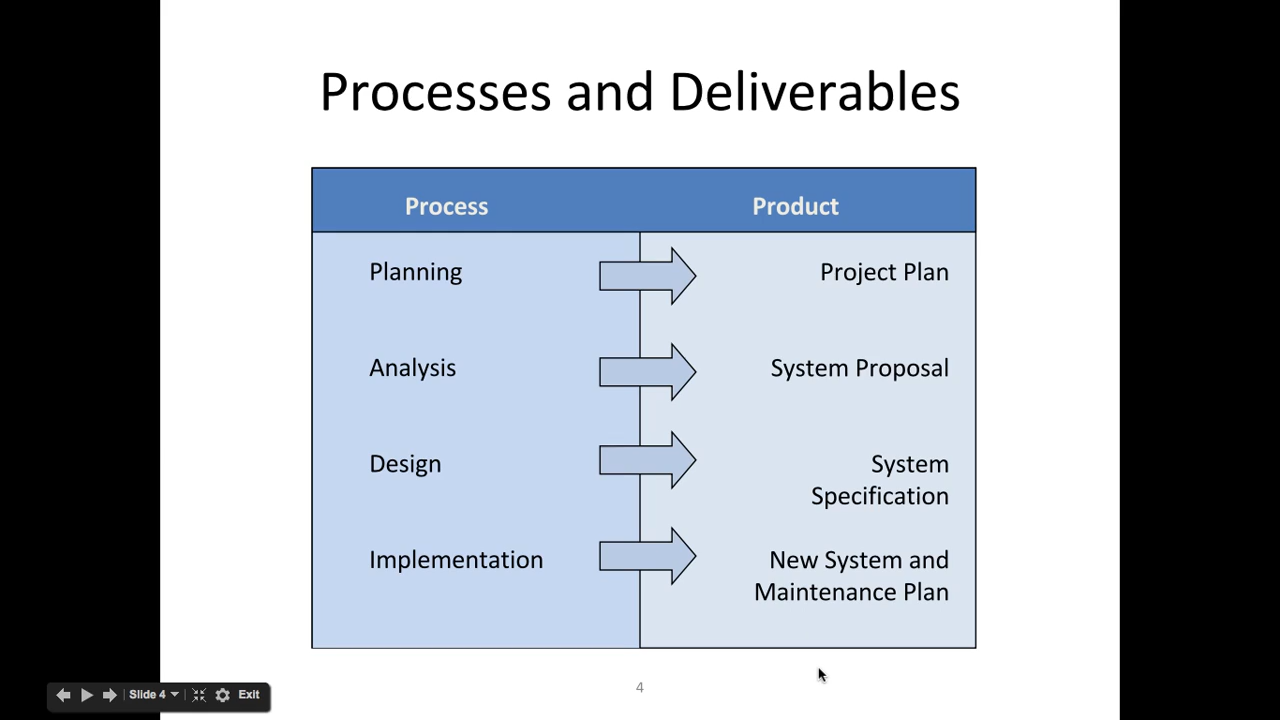 Processes and Deliverables
Process Product
Planning Project Plan
Analysis System Proposal
Design System
Specification
Implementation New System and
Maintenance Plan
4
Slide 4 Exit